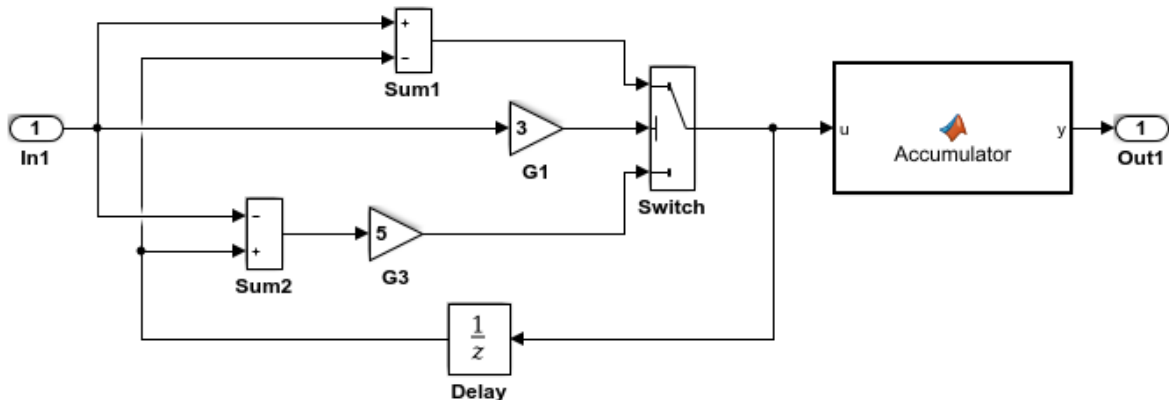 +
−
Sum1
1
In1
3
G1
Switch
u
Accumulator
y
1
Out1
−
+
Sum2
5
G3
1
z
Delay